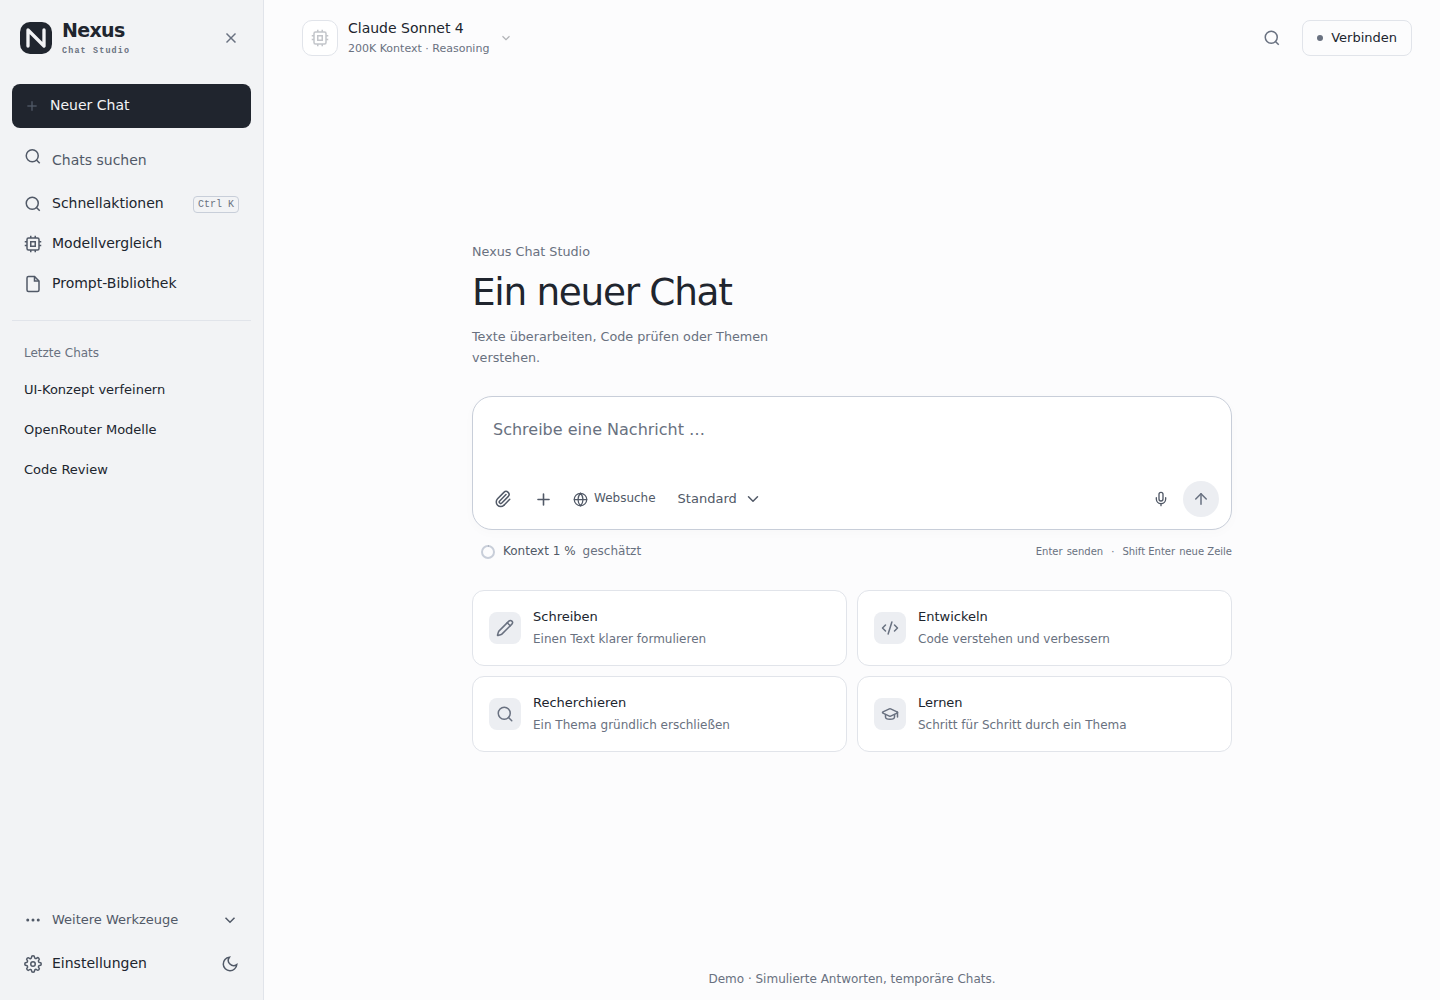 Nexus
Chat Studio
Neuer Chat
Chats suchen
Schnellaktionen
Ctrl K
Modellvergleich
Prompt-Bibliothek
Letzte Chats
UI-Konzept verfeinern
OpenRouter Modelle
Code Review
Weitere Werkzeuge
Einstellungen
Claude Sonnet 4
200K Kontext · Reasoning
Verbinden
Nexus Chat Studio
Ein neuer Chat
Texte überarbeiten, Code prüfen oder Themen
verstehen.
Schreibe eine Nachricht …
Websuche
Standard
Kontext 1 % geschätzt
Enter senden · Shift Enter neue Zeile
Schreiben
Einen Text klarer formulieren
Entwickeln
Code verstehen und verbessern
Recherchieren
Ein Thema gründlich erschließen
Lernen
Schritt für Schritt durch ein Thema
Demo · Simulierte Antworten, temporäre Chats.